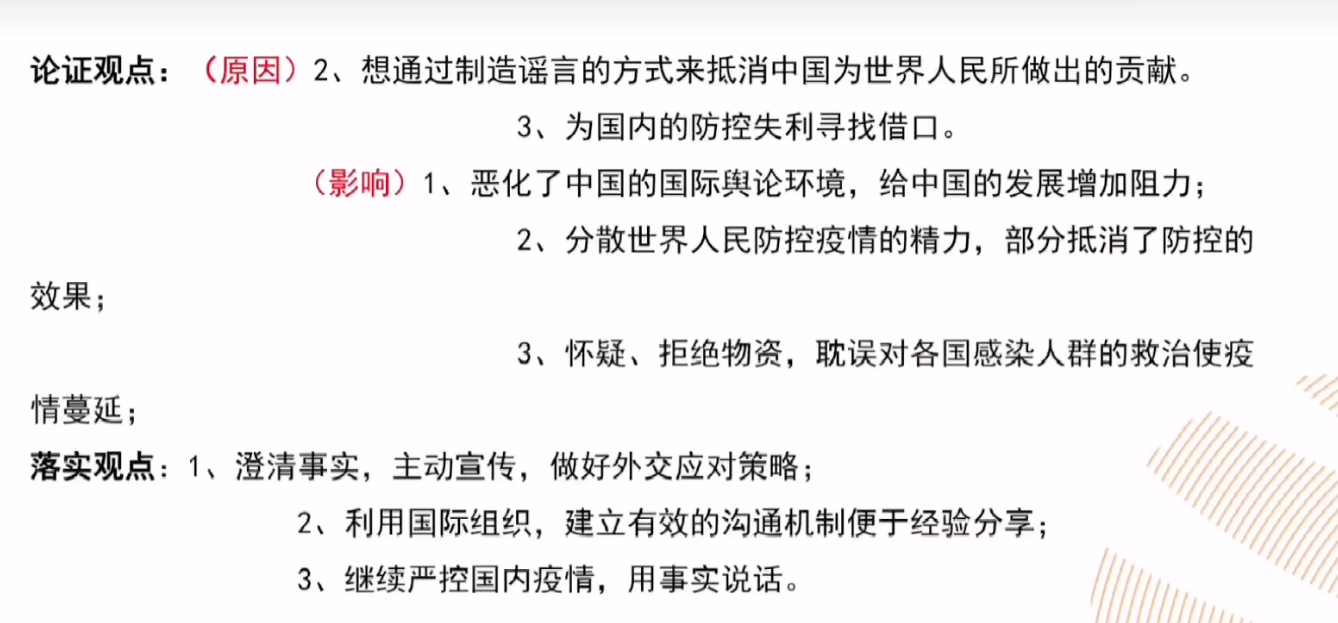 论证观点：（原因）2、想通过制造谣言的方式来抵消中国为世界人民所做出的贡献。
3、为国内的防控失利寻找借口。
（影响）1、恶化了中国的国际舆论环境，给中国的发展增加阻力；
2、分散世界人民防控疫情的精力，部分抵消了防控的
效果；
3、怀疑、拒绝物资，耽误对各国感染人群的救治使疫
情蔓延；
落实观点：1、澄清事实，主动宣传，做好外交应对策略；
2、利用国际组织，建立有效的沟通机制便于经验分享；
3、继续严控国内疫情，用事实说话。